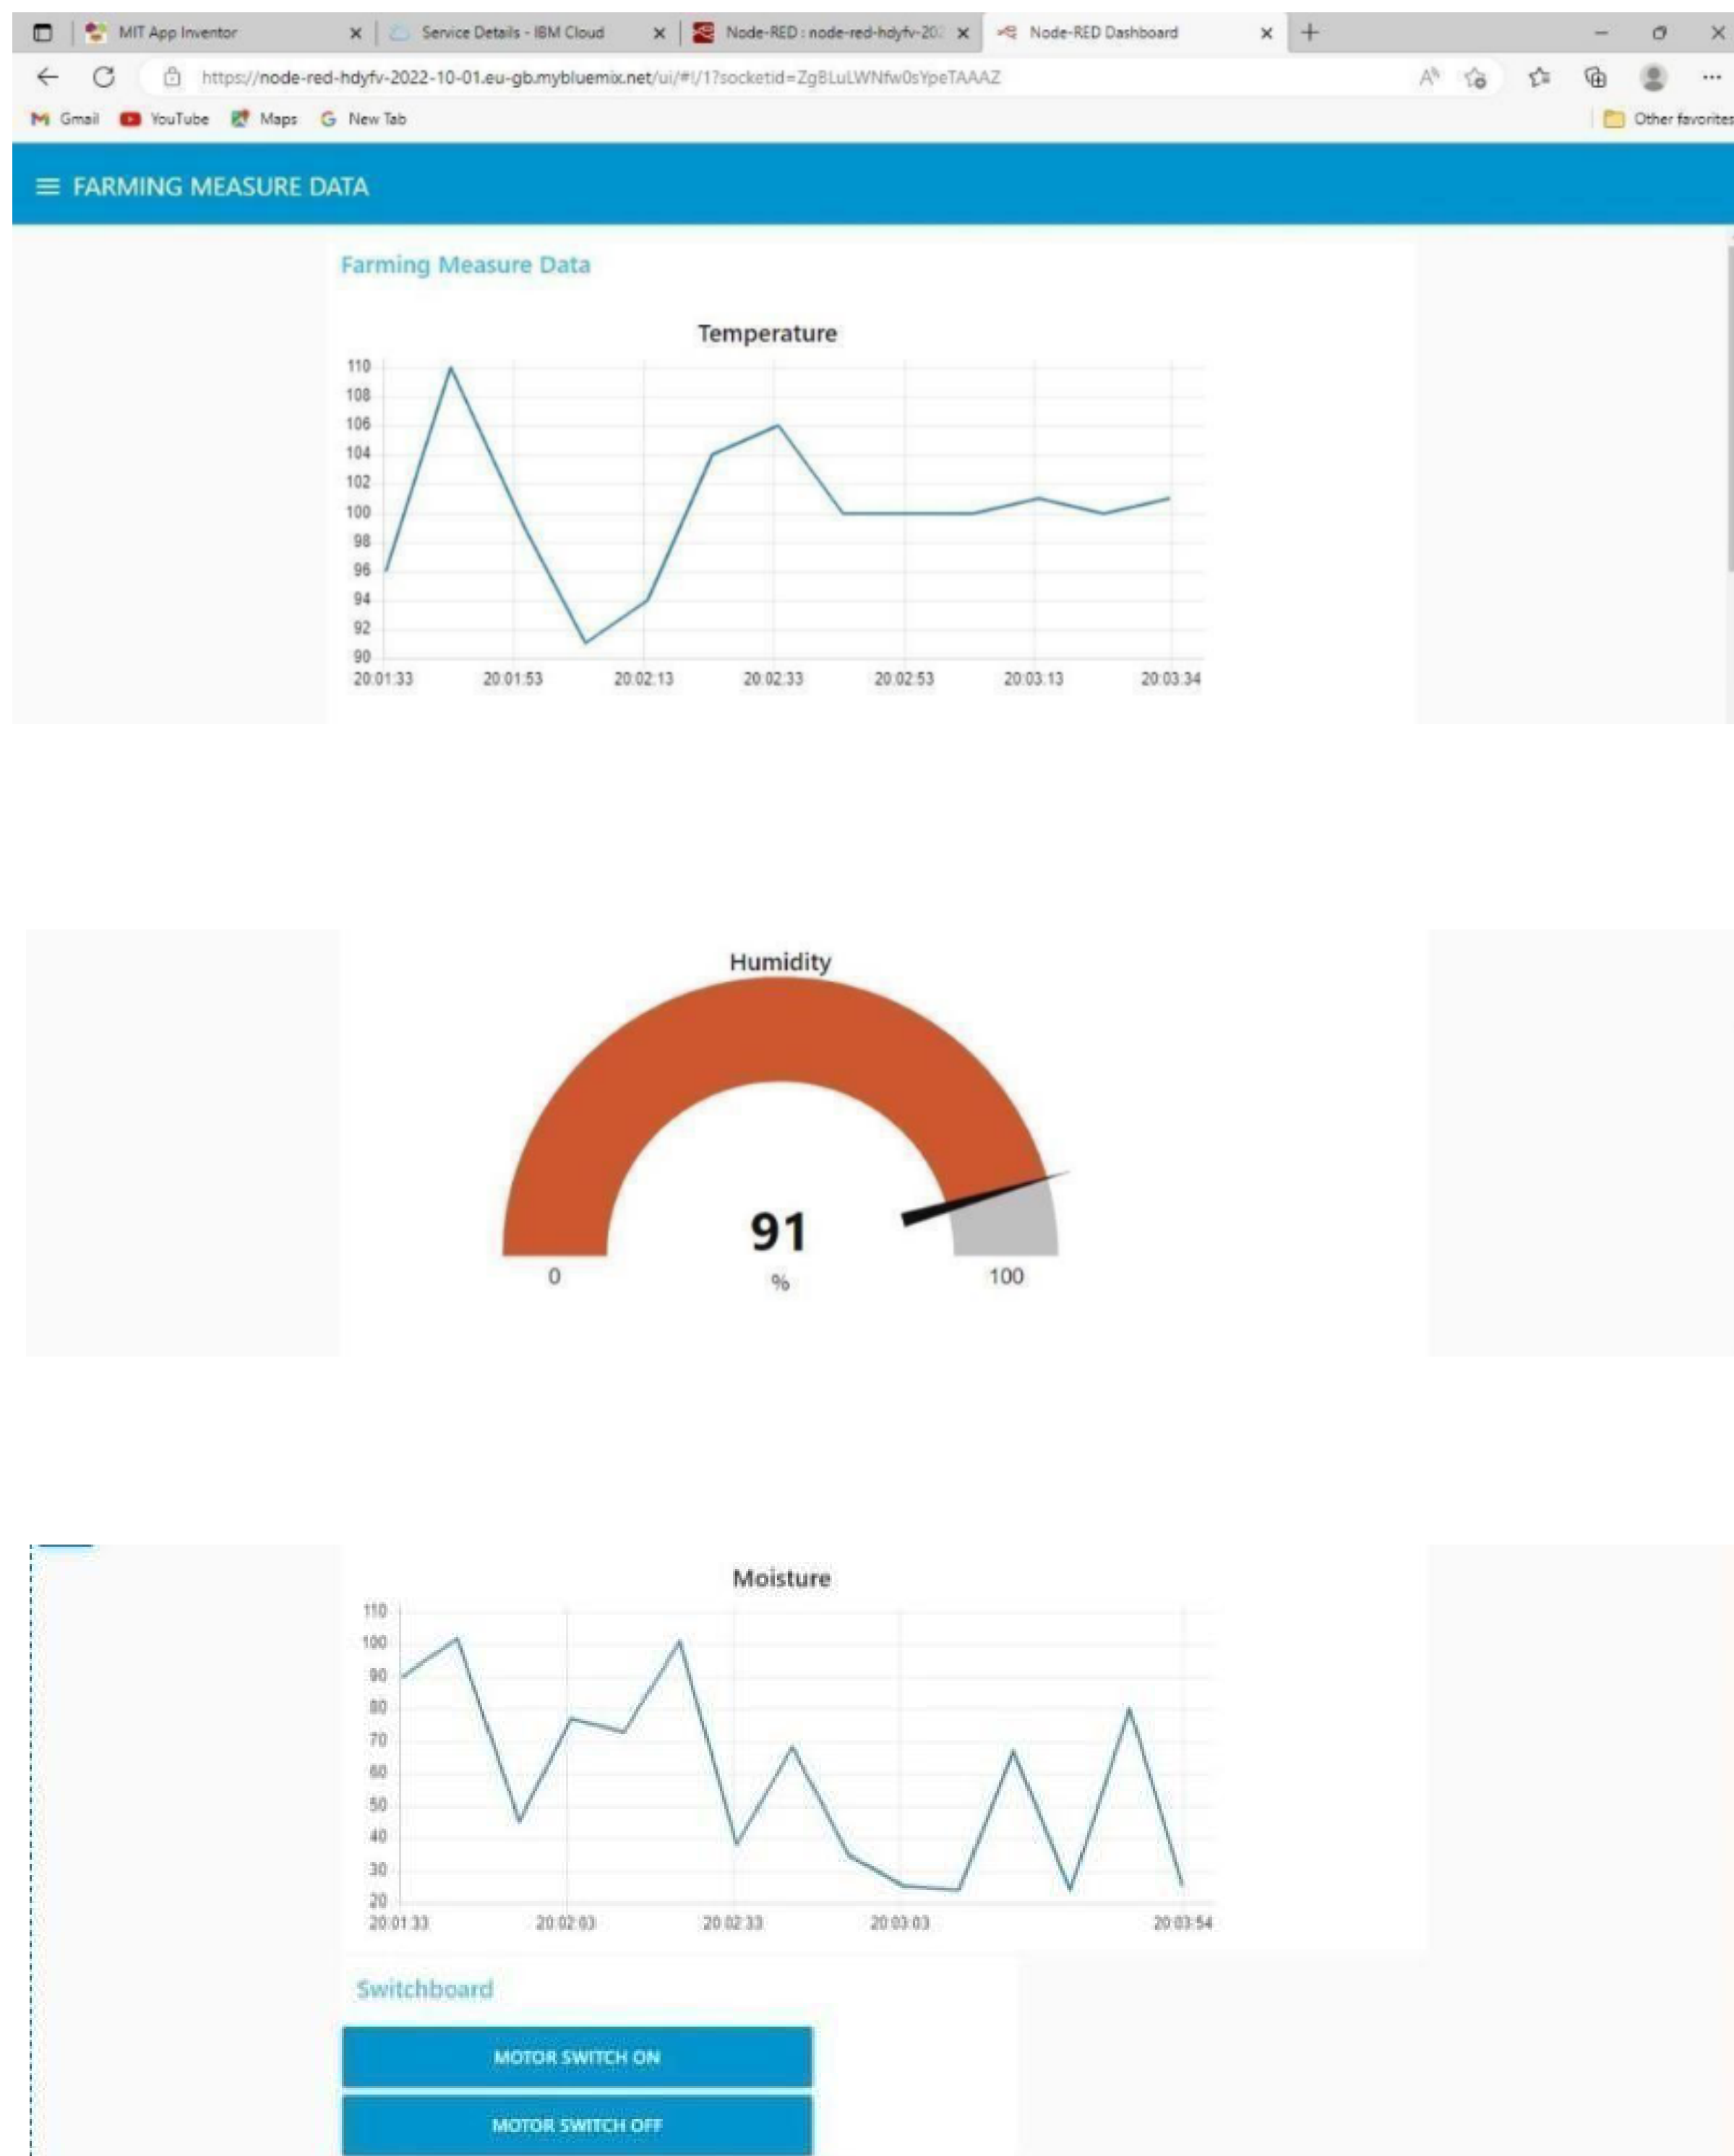 MIT App Inventor Service Details - IBM Cloud Node-RED : node-red-hdyfv-202 Node-RED Dashboard
https://node-red-hdyfv-2022-10-01.eu-gb.mybluemix.net/ui/#!/1?socketid=ZgBLuLWNfw0sYpeTAAAZ
Gmail YouTube Maps New Tab Other favorites
FARMING MEASURE DATA
Farming Measure Data
Temperature
110
108
106
104
102
100
98
96
94
92
90
20:01:33 20:01:53 20:02:13 20:02:33 20:02:53 20:03:13 20:03:34
Humidity
91
%
0 100
Moisture
110
100
90
80
70
60
50
40
30
20
20:01:33 20:02:03 20:02:33 20:03:03 20:03:54
Switchboard
MOTOR SWITCH ON
MOTOR SWITCH OFF